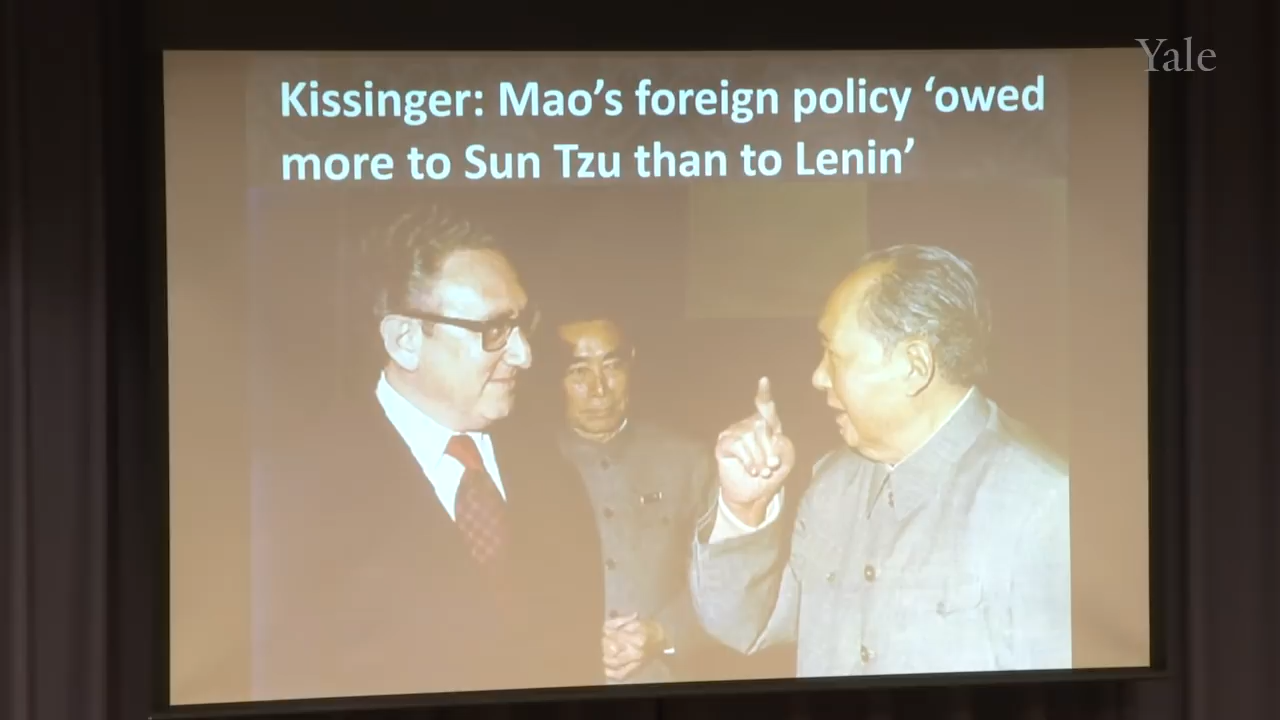 Yale
Kissinger: Mao’s foreign policy ‘owed
more to Sun Tzu than to Lenin’